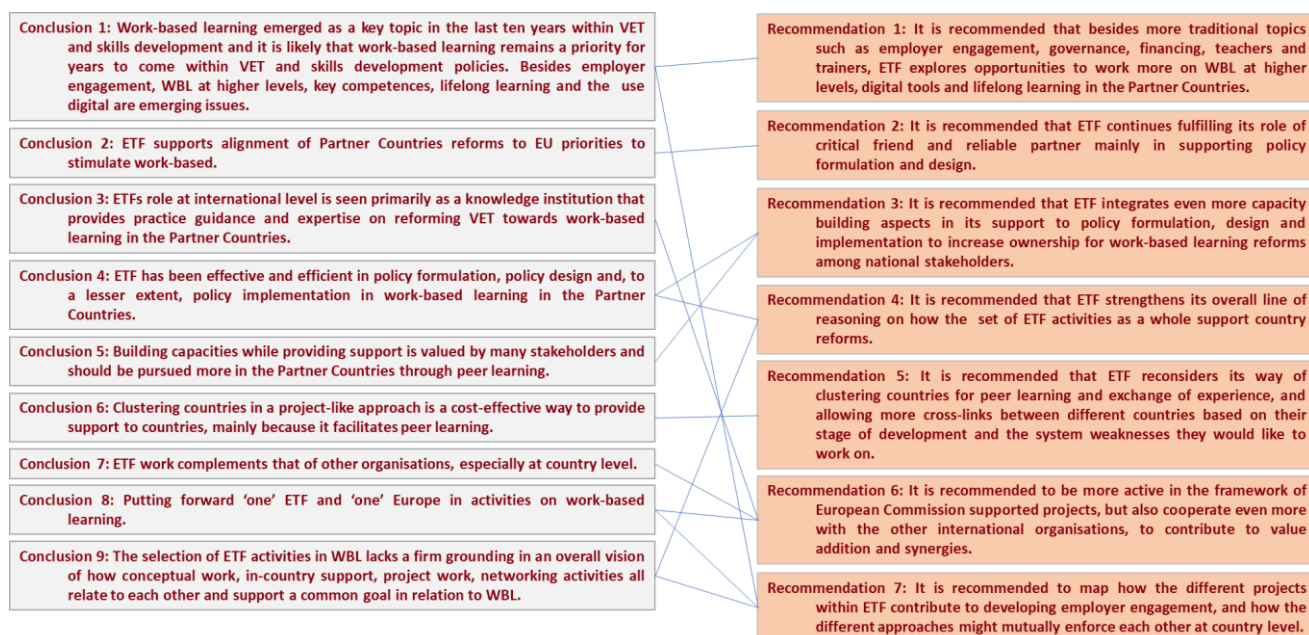 Conclusion 1: Work-based learning emerged as a key topic in the last ten years within VET
and skills development and it is likely that work-based learning remains a priority for
years to come within VET and skills development policies. Besides employer
engagement, WBL at higher levels, key competences, lifelong learning and the use
digital are emerging issues.
Conclusion 2: ETF supports alignment of Partner Countries reforms to EU priorities to
stimulate work-based.
Conclusion 3: ETFs role at international level is seen primarily as a knowledge institution that
provides practice guidance and expertise on reforming VET towards work-based
learning in the Partner Countries.
Conclusion 4: ETF has been effective and efficient in policy formulation, policy design and, to
a lesser extent, policy implementation in work-based learning in the Partner
Countries.
Conclusion 5: Building capacities while providing support is valued by many stakeholders and
should be pursued more in the Partner Countries through peer learning.
Conclusion 6: Clustering countries in a project-like approach is a cost-effective way to provide
support to countries, mainly because it facilitates peer learning.
Conclusion 7: ETF work complements that of other organisations, especially at country level.
Conclusion 8: Putting forward ‘one’ ETF and ‘one’ Europe in activities on work-based
learning.
Conclusion 9: The selection of ETF activities in WBL lacks a firm grounding in an overall vision
of how conceptual work, in-country support, project work, networking activities all
relate to each other and support a common goal in relation to WBL.
Recommendation 1: It is recommended that besides more traditional topics
such as employer engagement, governance, financing, teachers and
trainers, ETF explores opportunities to work more on WBL at higher
levels, digital tools and lifelong learning in the Partner Countries.
Recommendation 2: It is recommended that ETF continues fulfilling its role of
critical friend and reliable partner mainly in supporting policy
formulation and design.
Recommendation 3: It is recommended that ETF integrates even more capacity
building aspects in its support to policy formulation, design and
implementation to increase ownership for work-based learning reforms
among national stakeholders.
Recommendation 4: It is recommended that ETF strengthens its overall line of
reasoning on how the set of ETF activities as a whole support country
reforms.
Recommendation 5: It is recommended that ETF reconsiders its way of
clustering countries for peer learning and exchange of experience, and
allowing more cross-links between different countries based on their
stage of development and the system weaknesses they would like to
work on.
Recommendation 6: It is recommended to be more active in the framework of
European Commission supported projects, but also cooperate even more
with the other international organisations, to contribute to value
addition and synergies.
Recommendation 7: It is recommended to map how the different projects
within ETF contribute to developing employer engagement, and how the
different approaches might mutually enforce each other at country level.